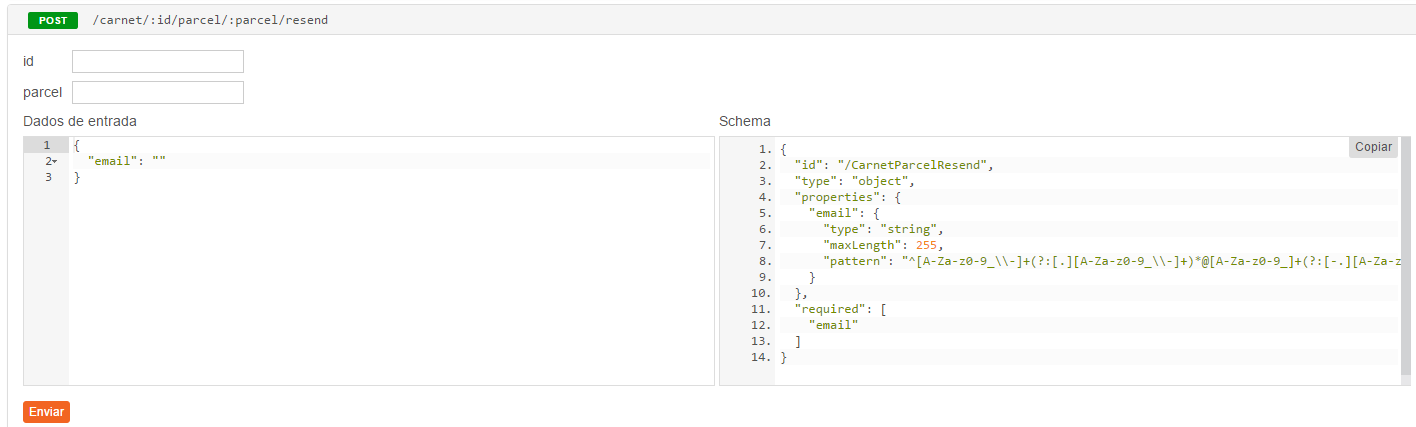 POST /carnet/:id/parcel/:parcel/resend
id
parcel
Dados de entrada
1 {
2 "email": ""
3 }
Schema
Copiar
1. {
2. "id": "/CarnetParcelResend",
3. "type": "object",
4. "properties": {
5. "email": {
6. "type": "string",
7. "maxLength": 255,
8. "pattern": "^[A-Za-z0-9_\\-]+(?:[.][A-Za-z0-9_\\-]+)*@[A-Za-z0-9_]+(?:[-.][A-Za-z
9. }
10. },
11. "required": [
12. "email"
13. ]
14. }
Enviar